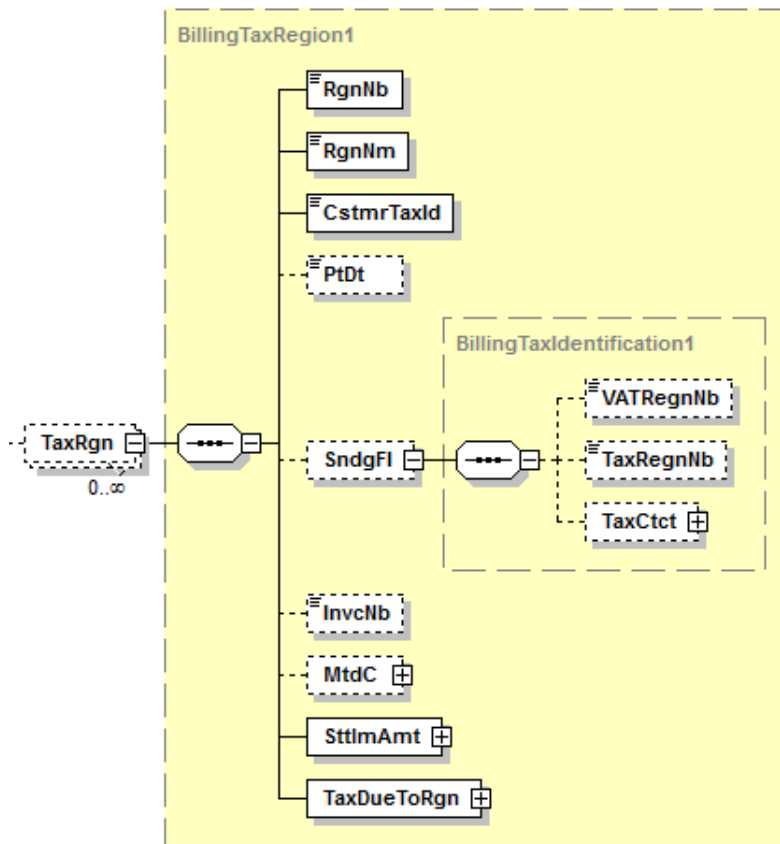 BillingTaxRegion1
RgnNb
RgnNm
CstmrTaxId
PtDt
BillingTaxIdentification1
VATRegnNb
TaxRgn
SndgFI
TaxRegnNb
0..∞
TaxCtct
InvcNb
MtdC
SttlmAmt
TaxDueToRgn